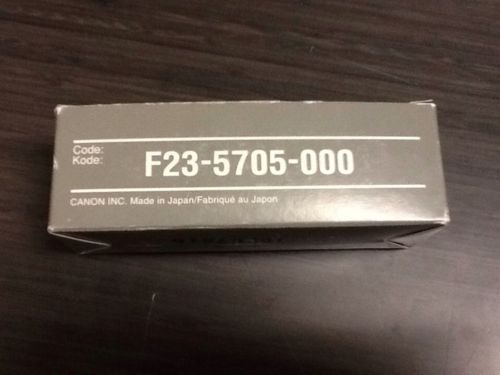 Code:
Kode:
F23-5705-000
CANON INC. Made in Japan/Fabriqué au Japon